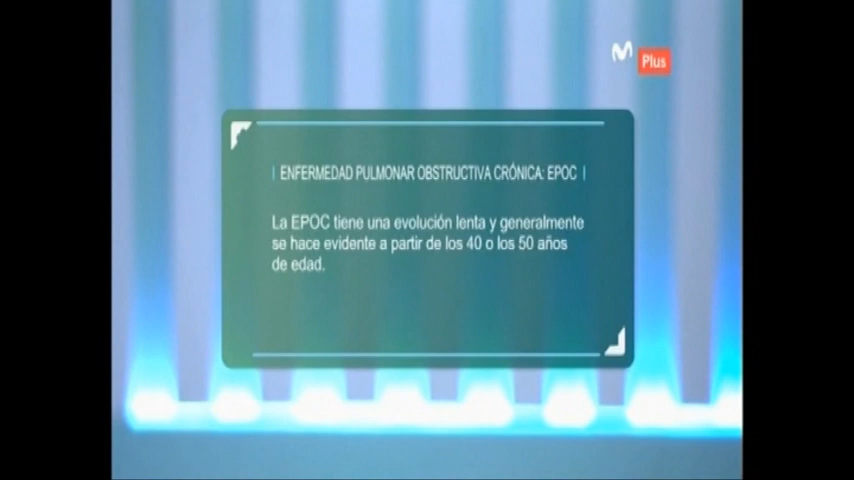 Plus
| ENFERMEDAD PULMONAR OBSTRUCTIVA CRÓNICA: EPOC |
La EPOC tiene una evolución lenta y generalmente
se hace evidente a partir de los 40 o los 50 años
de edad.